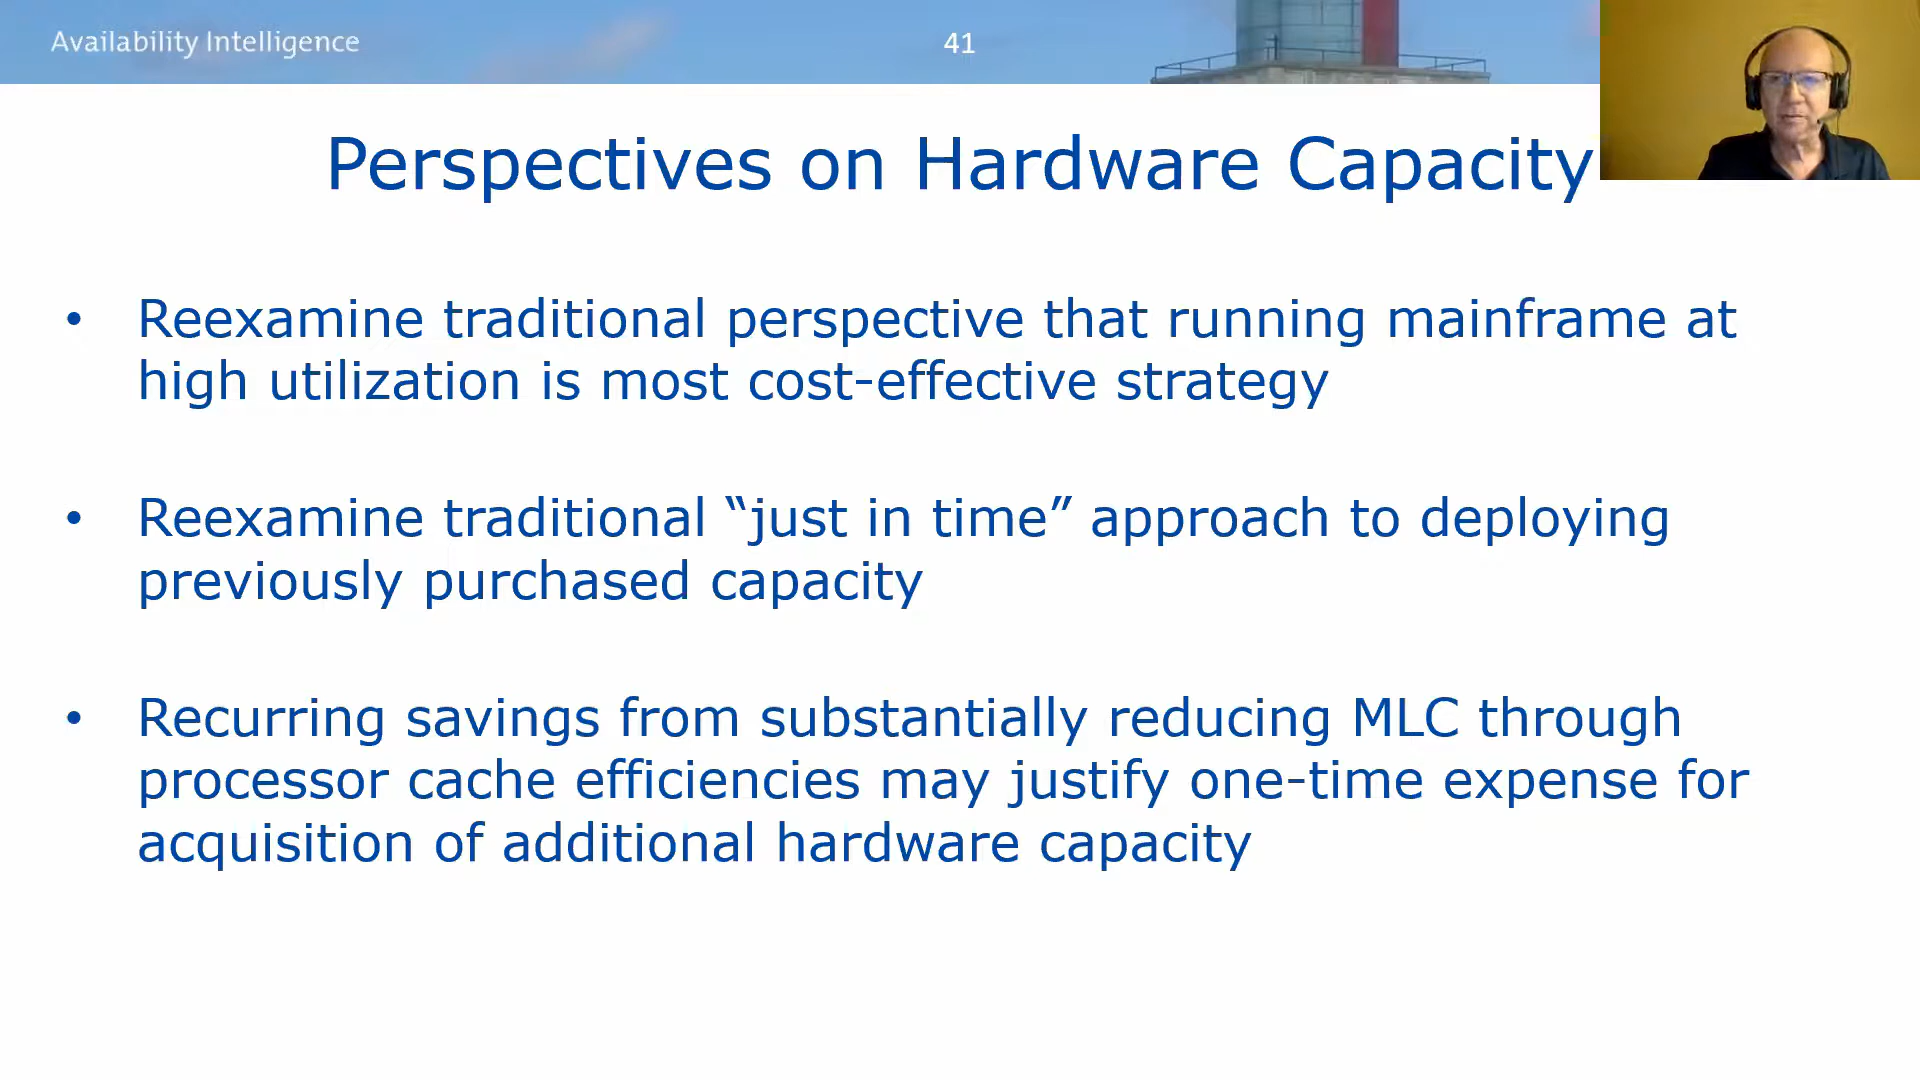 Availability Intelligence
41
Perspectives on Hardware Capacity
• Reexamine traditional perspective that running mainframe at
high utilization is most cost-effective strategy
• Reexamine traditional “just in time” approach to deploying
previously purchased capacity
• Recurring savings from substantially reducing MLC through
processor cache efficiencies may justify one-time expense for
acquisition of additional hardware capacity